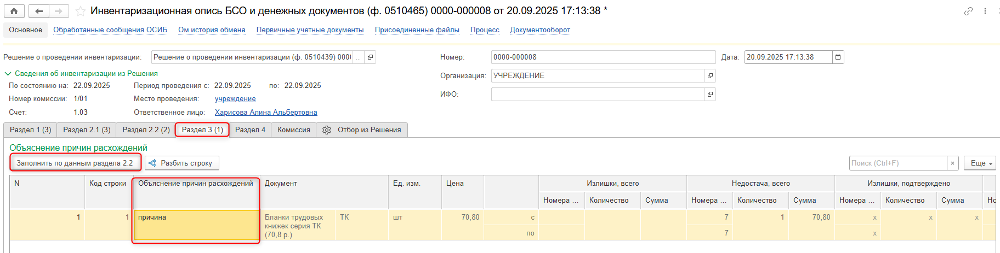 Инвентаризационная опись БСО и денежных документов (ф. 0510465) 0000-000008 от 20.09.2025 17:13:38 *
Основное Обработанные сообщения ОСИБ Ом история обмена Первичные учетные документы Присоединенные файлы Процесс Документооборот
Решение о проведении инвентаризации: Решение о проведении инвентаризации (ф. 0510439) 000 ... Номер: 0000-000008 Дата: 20.09.2025 17:13:38
Сведения об инвентаризации из Решения Организация: УЧРЕЖДЕНИЕ
По состоянию на: 22.09.2025 Период проведения с: 22.09.2025 по: 22.09.2025
ИФО:
Номер комиссии: 1/01 Место проведения: учреждение
Счет: 1.03 Ответственное лицо: Харисова Алина Альбертовна
Раздел 1 (3) Раздел 2.1 (3) Раздел 2.2 (2) Раздел 3 (1) Раздел 4 Комиссия Отбор из Решения
Объяснение причин расхождений
Заполнить по данным раздела 2.2 Разбить строку Поиск (Ctrl+F) × Еще
N Код строки Объяснение причин расхождений Документ Ед. изм. Цена Излишки, всего Недостача, всего Излишки, подтверждено
Номера ... Количество Сумма Номера ... Количество Сумма Номера ... Количество Сумма Но
1 1 причина Бланки трудовых ТК шт 70,80 с 7 1 70,80 х х х
книжек серия ТК
(70,8 р.) по 7 х